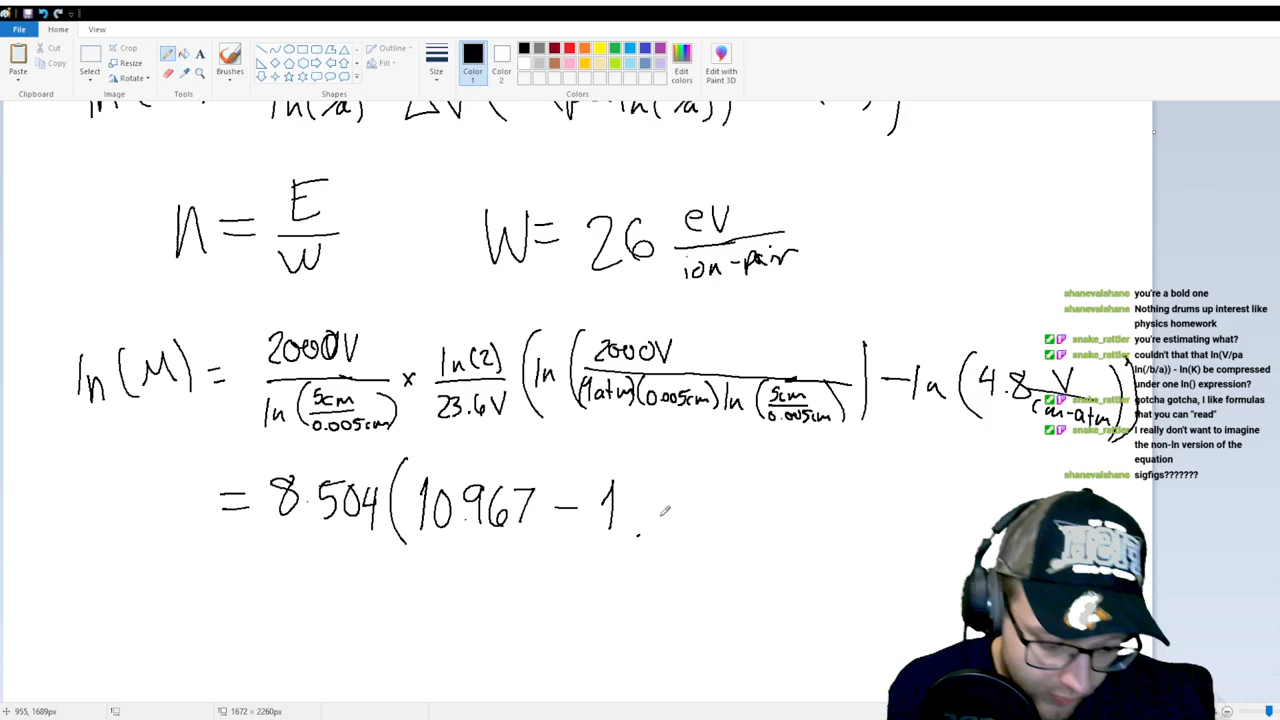 File Home View
Paste Cut Copy Select Crop Resize Rotate Brushes Outline Fill Size Color 1 Color 2 Edit colors Edit with Paint 3D
Clipboard Image Tools Shapes Colors
n = E/W W = 26 eV/ion-pair
ln(M) = 2000V/ln(5cm/0.005cm) × ln(2)/23.6V (ln(2000V/(1atm)(0.005cm)ln(5cm/0.005cm)) - ln(4.8 V/cm-atm))
= 8.504(10.967 - 1.
shanevalshane you're a bold one
shanevalshane Nothing drums up interest like
physics homework
snake_rattler you're estimating what?
snake_rattler couldn't that that ln(V/pa
ln(/b/a)) - ln(K) be compressed
under one ln() expression?
snake_rattler gotcha gotcha, I like formulas
that you can "read"
snake_rattler I really don't want to imagine
the non-ln version of the
equation
shanevalshane sigfigs???????
955, 1689px 1672 × 2260px